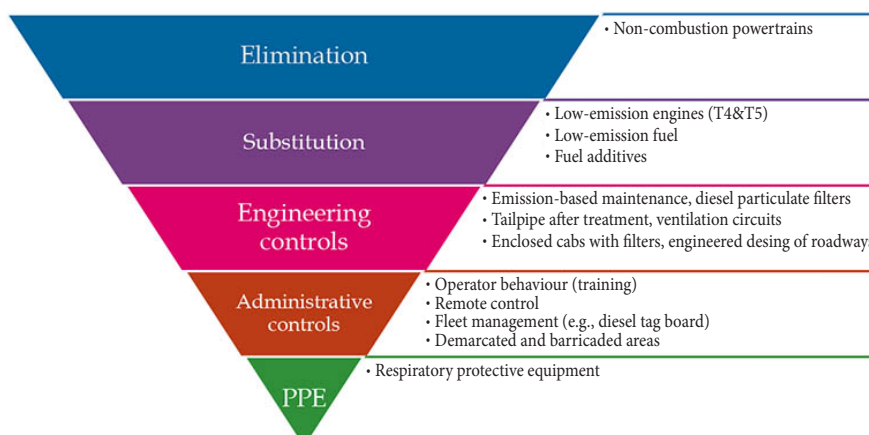 Elimination
• Non-combustion powertrains
Substitution
• Low-emission engines (T4&T5)
• Low-emission fuel
• Fuel additives
Engineering
controls
• Emission-based maintenance, diesel particulate filters
• Tailpipe after treatment, ventilation circuits
• Enclosed cabs with filters, engineered desing of roadways
Administrative
controls
• Operator behaviour (training)
• Remote control
• Fleet management (e.g., diesel tag board)
• Demarcated and barricaded areas
PPE
• Respiratory protective equipment